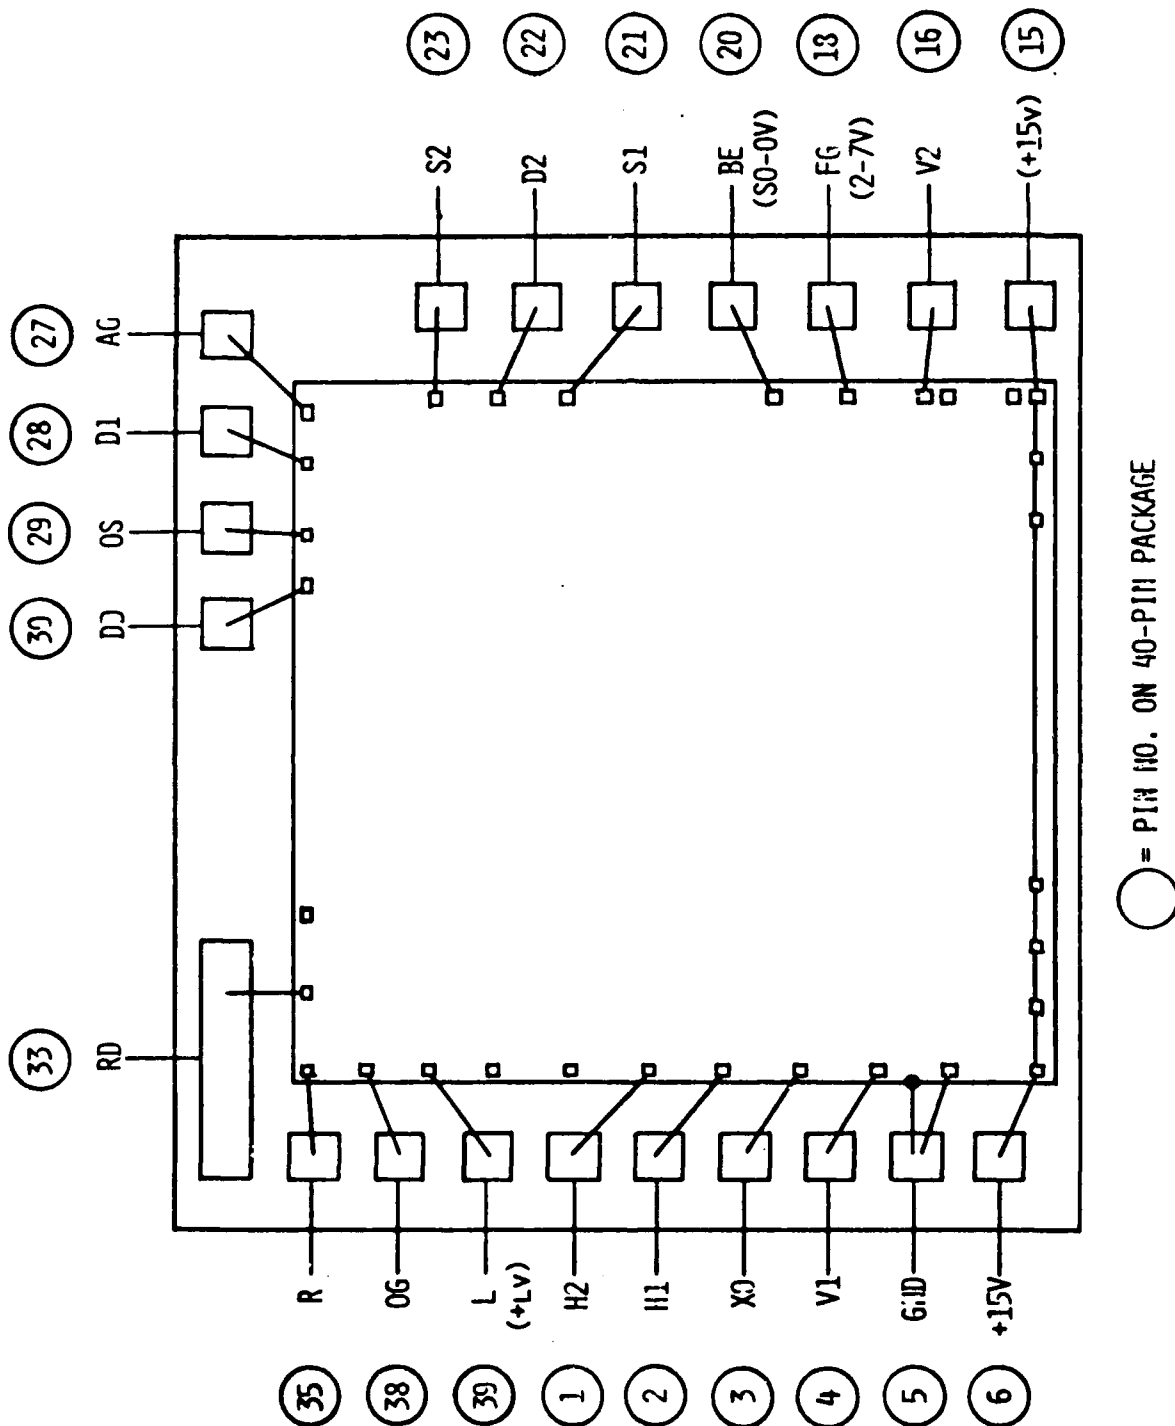 33 30 29 28 27
RD OS D1 AG
35 R S2 23
38 OG D2 22
39 L S1 21
(+LV)
1 H2 BE 20
(SO-OV)
2 H1 FG 18
(2-7V)
3 XO
4 V1 V2 16
5 GND
6 +15V (+15V) 15
= PIN NO. ON 40-PIN PACKAGE